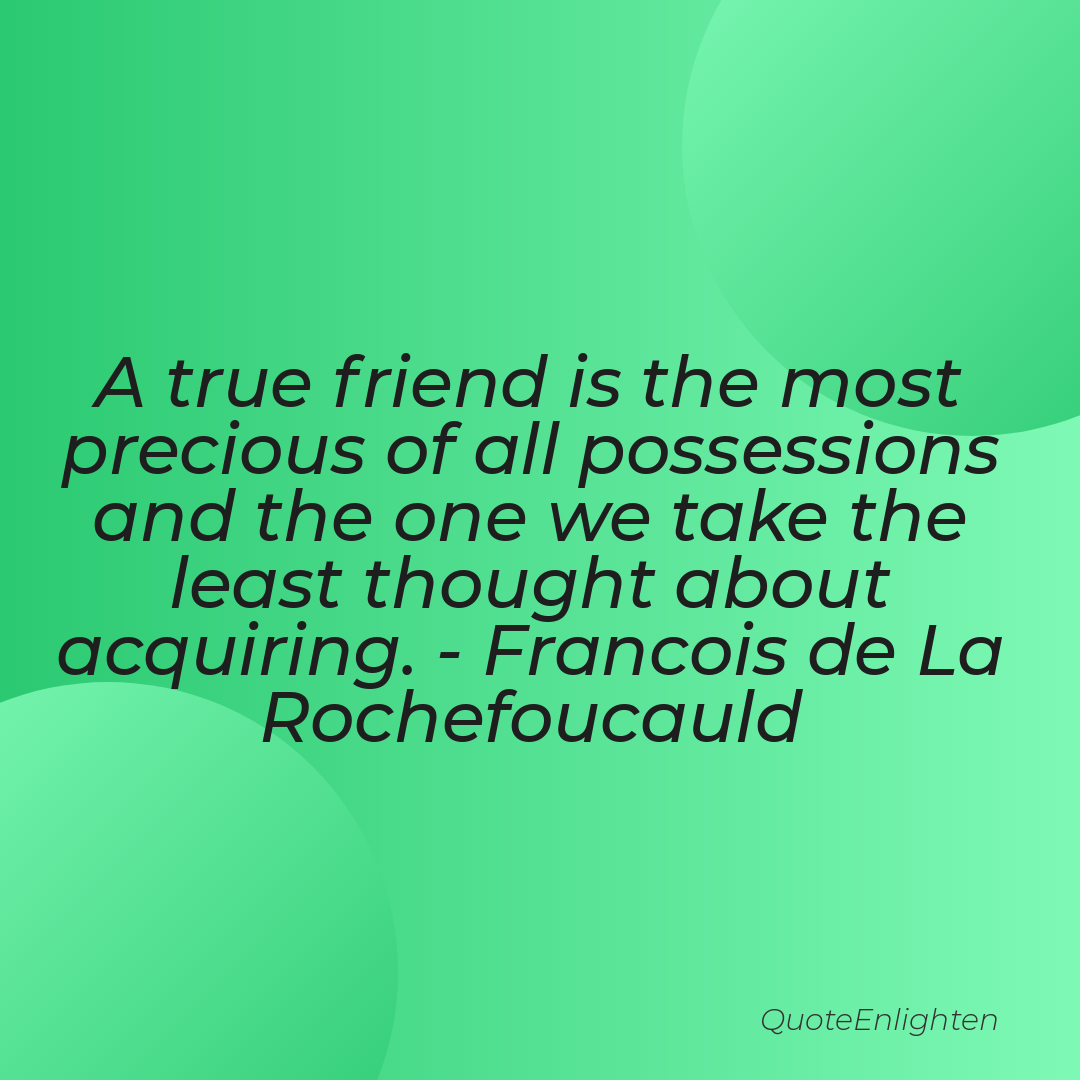 A true friend is the most
precious of all possessions
and the one we take the
least thought about
acquiring. - Francois de La
Rochefoucauld
QuoteEnlighten